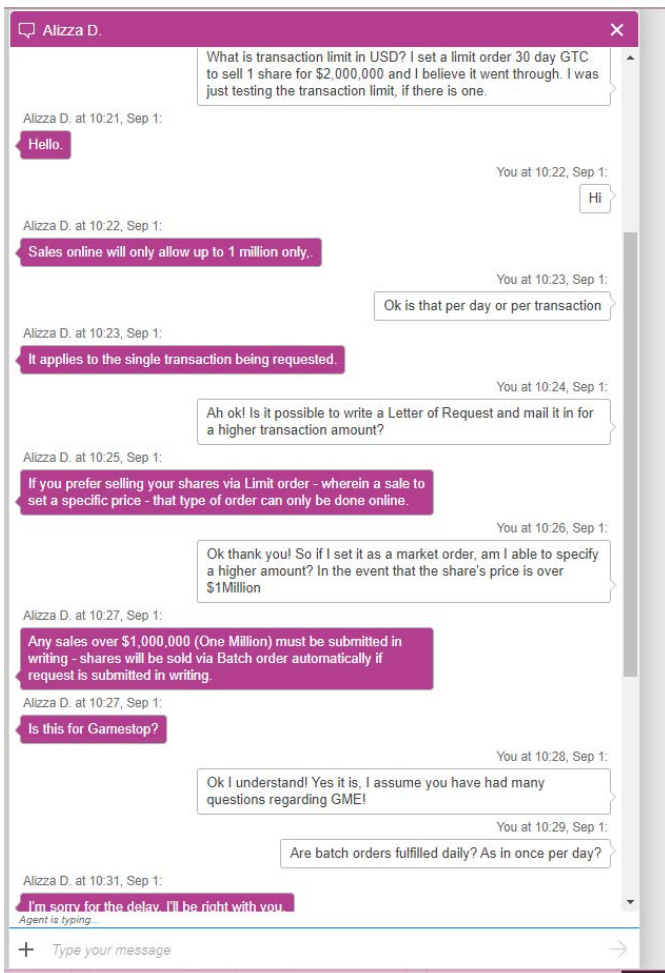 Alizza D.
What is transaction limit in USD? I set a limit order 30 day GTC
to sell 1 share for $2,000,000 and I believe it went through. I was
just testing the transaction limit, if there is one.
Alizza D. at 10:21, Sep 1:
Hello.
You at 10:22, Sep 1:
Hi
Alizza D. at 10:22, Sep 1:
Sales online will only allow up to 1 million only,.
You at 10:23, Sep 1:
Ok is that per day or per transaction
Alizza D. at 10:23, Sep 1:
It applies to the single transaction being requested.
You at 10:24, Sep 1:
Ah ok! Is it possible to write a Letter of Request and mail it in for
a higher transaction amount?
Alizza D. at 10:25, Sep 1:
If you prefer selling your shares via Limit order - wherein a sale to
set a specific price - that type of order can only be done online.
You at 10:26, Sep 1:
Ok thank you! So if I set it as a market order, am I able to specify
a higher amount? In the event that the share's price is over
$1Million
Alizza D. at 10:27, Sep 1:
Any sales over $1,000,000 (One Million) must be submitted in
writing - shares will be sold via Batch order automatically if
request is submitted in writing.
Alizza D. at 10:27, Sep 1:
Is this for Gamestop?
You at 10:28, Sep 1:
Ok I understand! Yes it is, I assume you have had many
questions regarding GME!
You at 10:29, Sep 1:
Are batch orders fulfilled daily? As in once per day?
Alizza D. at 10:31, Sep 1:
I'm sorry for the delay. I'll be right with you.
Agent is typing...
Type your message